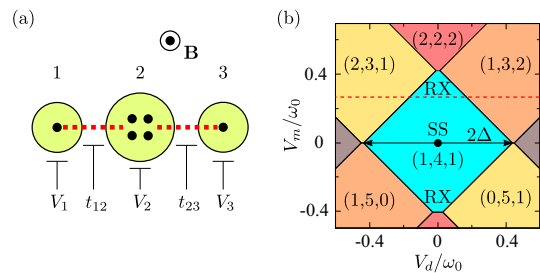 (a)
B
1 2 3
V₁ t₁₂ V₂ t₂₃ V₃
(b)
(2,2,2)
(2,3,1) (1,3,2)
RX
SS
2Δ
(1,4,1)
(1,5,0) RX (0,5,1)
0.4
0
-0.4
Vₘ/ω₀
-0.4 0 0.4
V_d/ω₀